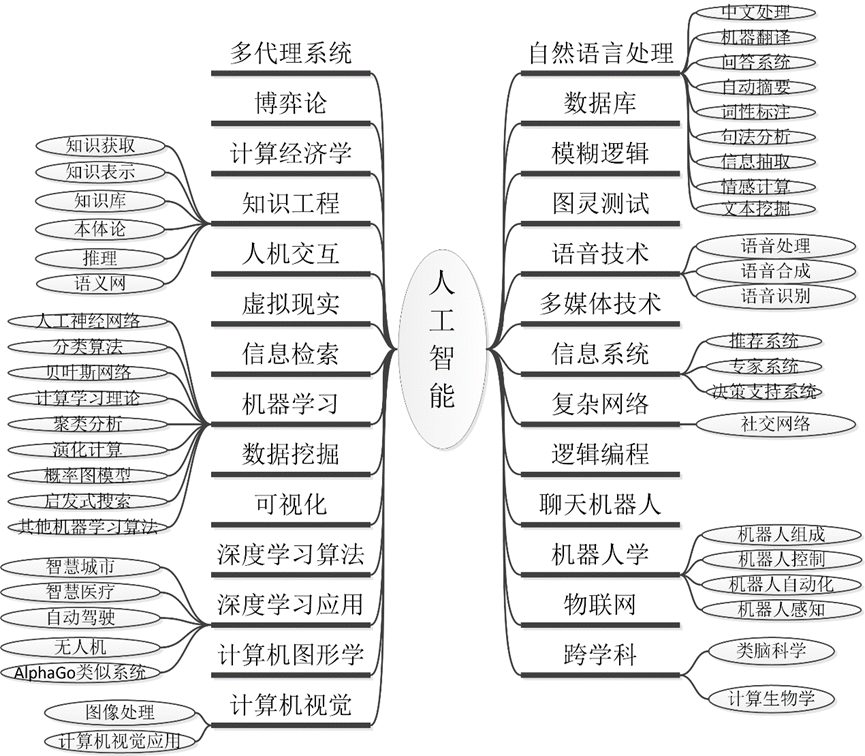 人工智能
多代理系统
博弈论
计算经济学
知识工程
知识获取
知识表示
知识库
本体论
推理
语义网
人机交互
虚拟现实
信息检索
机器学习
人工神经网络
分类算法
贝叶斯网络
计算学习理论
聚类分析
演化计算
概率图模型
启发式搜索
其他机器学习算法
数据挖掘
可视化
深度学习算法
深度学习应用
智慧城市
智慧医疗
自动驾驶
无人机
AlphaGo类似系统
计算机图形学
计算机视觉
图像处理
计算机视觉应用
自然语言处理
中文处理
机器翻译
问答系统
自动摘要
词性标注
句法分析
信息抽取
情感计算
文本挖掘
数据库
模糊逻辑
图灵测试
语音技术
语音处理
语音合成
语音识别
多媒体技术
信息系统
推荐系统
专家系统
决策支持系统
复杂网络
社交网络
逻辑编程
聊天机器人
机器人学
机器人组成
机器人控制
机器人自动化
机器人感知
物联网
跨学科
类脑科学
计算生物学